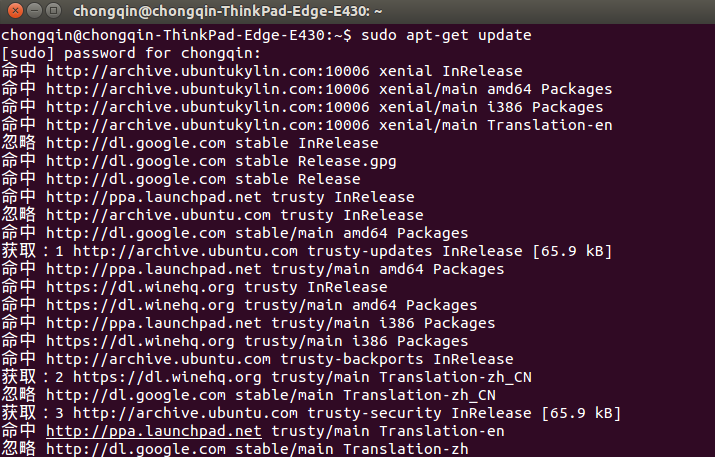 chongqin@chongqin-ThinkPad-Edge-E430: ~
chongqin@chongqin-ThinkPad-Edge-E430:~$ sudo apt-get update
[sudo] password for chongqin:
命中 http://archive.ubuntukylin.com:10006 xenial InRelease
命中 http://archive.ubuntukylin.com:10006 xenial/main amd64 Packages
命中 http://archive.ubuntukylin.com:10006 xenial/main i386 Packages
命中 http://archive.ubuntukylin.com:10006 xenial/main Translation-en
忽略 http://dl.google.com stable InRelease
命中 http://dl.google.com stable Release.gpg
命中 http://dl.google.com stable Release
命中 http://ppa.launchpad.net trusty InRelease
忽略 http://archive.ubuntu.com trusty InRelease
命中 http://dl.google.com stable/main amd64 Packages
获取：1 http://archive.ubuntu.com trusty-updates InRelease [65.9 kB]
命中 http://ppa.launchpad.net trusty/main amd64 Packages
命中 https://dl.winehq.org trusty InRelease
命中 https://dl.winehq.org trusty/main amd64 Packages
命中 http://ppa.launchpad.net trusty/main i386 Packages
命中 https://dl.winehq.org trusty/main i386 Packages
命中 http://archive.ubuntu.com trusty-backports InRelease
获取：2 https://dl.winehq.org trusty/main Translation-zh_CN
忽略 http://dl.google.com stable/main Translation-zh_CN
获取：3 http://archive.ubuntu.com trusty-security InRelease [65.9 kB]
命中 http://ppa.launchpad.net trusty/main Translation-en
忽略 http://dl.google.com stable/main Translation-zh